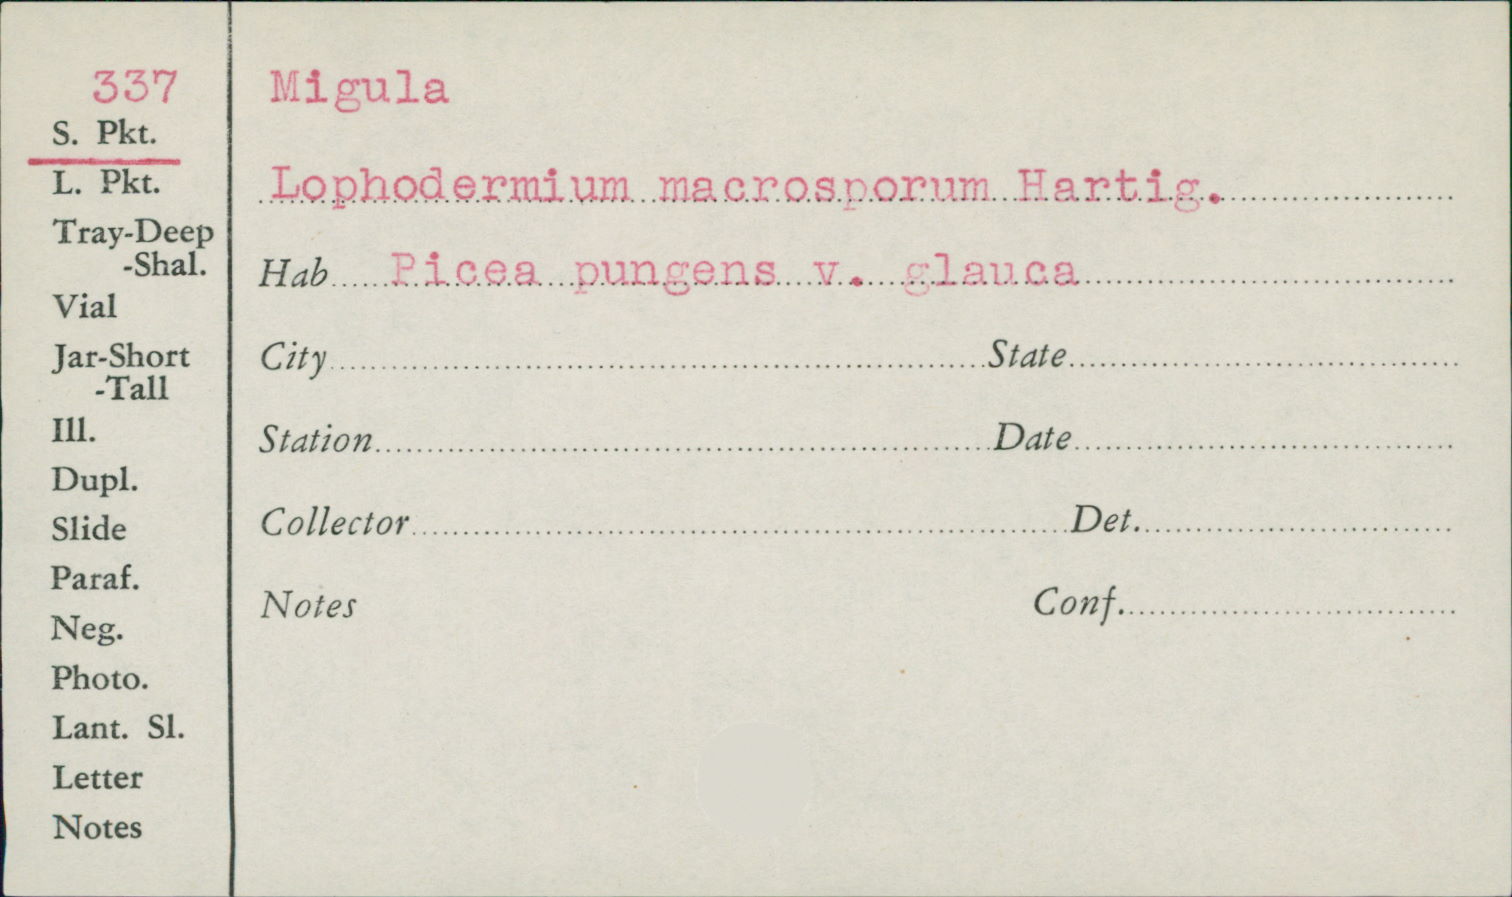 337
S. Pkt.
L. Pkt.
Tray-Deep
-Shal.
Vial
Jar-Short
-Tall
Ill.
Dupl.
Slide
Paraf.
Neg.
Photo.
Lant. Sl.
Letter
Notes
Migula
Lophodermium macrosporum Hartig.
Hab Picea pungens v. glauca
City State
Station Date
Collector Det.
Notes Conf.